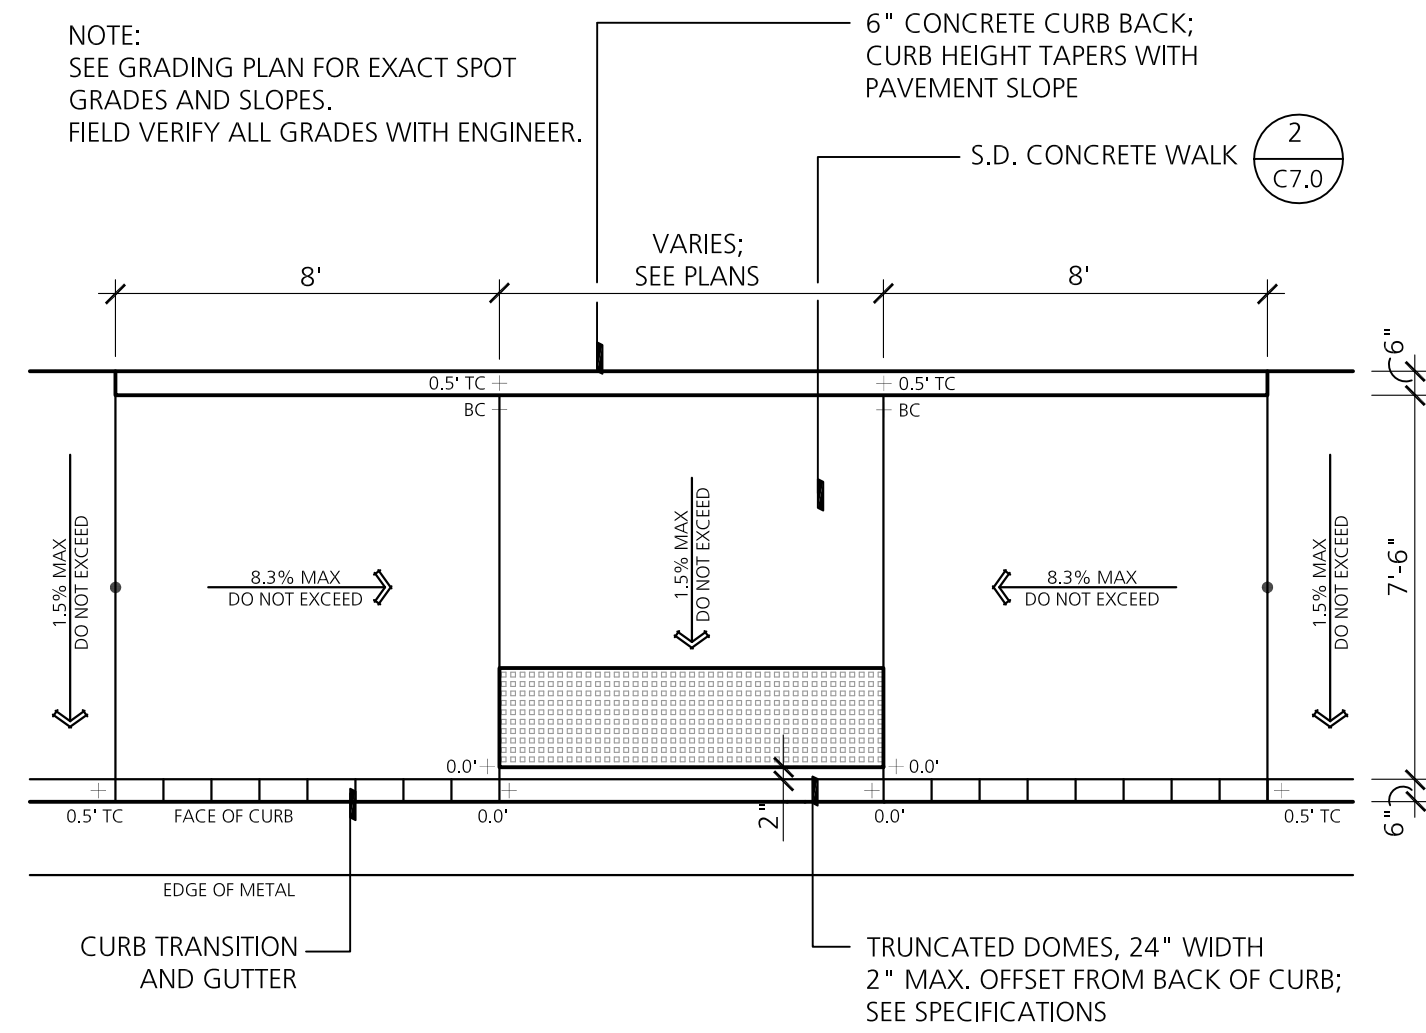 NOTE:
SEE GRADING PLAN FOR EXACT SPOT
GRADES AND SLOPES.
FIELD VERIFY ALL GRADES WITH ENGINEER.
6" CONCRETE CURB BACK;
CURB HEIGHT TAPERS WITH
PAVEMENT SLOPE
S.D. CONCRETE WALK
2
C7.0
8'
VARIES;
SEE PLANS
8'
6"
0.5' TC
0.5' TC
BC
BC
1.5% MAX
DO NOT EXCEED
8.3% MAX
DO NOT EXCEED
1.5% MAX
DO NOT EXCEED
8.3% MAX
DO NOT EXCEED
1.5% MAX
DO NOT EXCEED
7'-6"
0.0'
0.0'
0.5' TC
FACE OF CURB
0.0'
2"
0.0'
0.5' TC
6"
EDGE OF METAL
CURB TRANSITION
AND GUTTER
TRUNCATED DOMES, 24" WIDTH
2" MAX. OFFSET FROM BACK OF CURB;
SEE SPECIFICATIONS